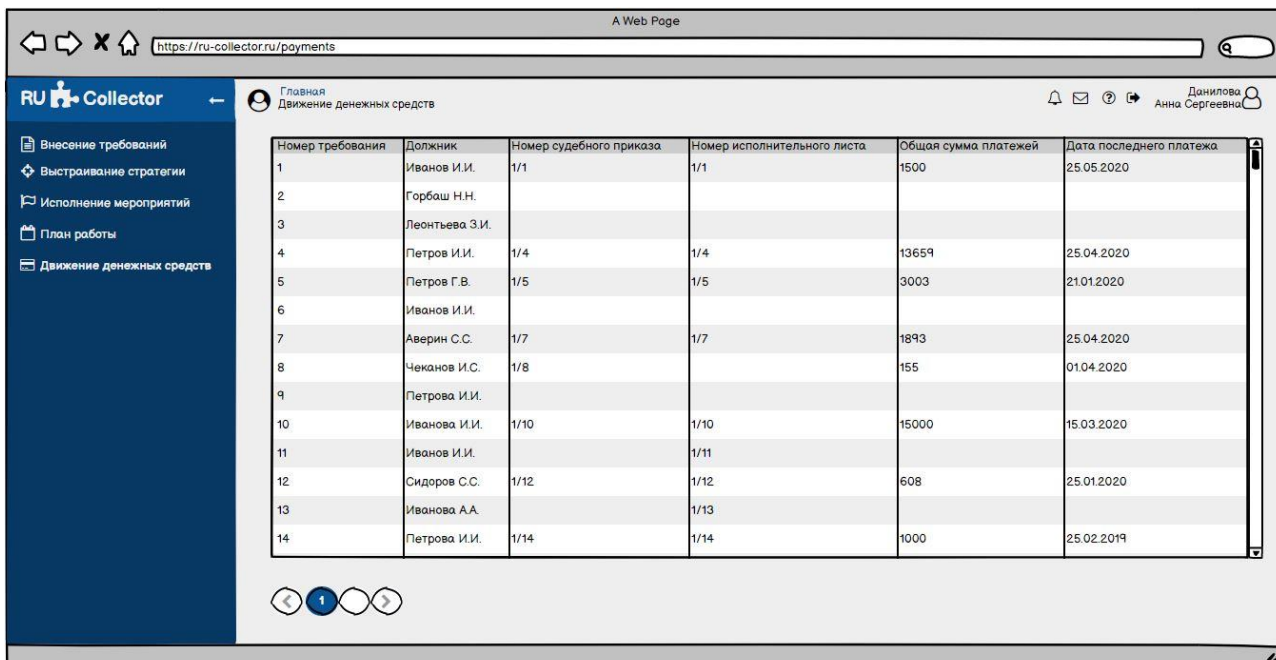 A Web Page
https://ru-collector.ru/payments
RU Collector ←
Главная
Движение денежных средств
Данилова
Анна Сергеевна
Внесение требований
Выстраивание стратегии
Исполнение мероприятий
План работы
Движение денежных средств
Номер требования Должник Номер судебного приказа Номер исполнительного листа Общая сумма платежей Дата последнего платежа
1 Иванов И.И. 1/1 1/1 1500 25.05.2020
2 Горбаш Н.Н.
3 Леонтьева З.И.
4 Петров И.И. 1/4 1/4 13659 25.04.2020
5 Петров Г.В. 1/5 1/5 3003 21.01.2020
6 Иванов И.И.
7 Аверин С.С. 1/7 1/7 1893 25.04.2020
8 Чеканов И.С. 1/8 155 01.04.2020
9 Петрова И.И.
10 Иванова И.И. 1/10 1/10 15000 15.03.2020
11 Иванов И.И. 1/11
12 Сидоров С.С. 1/12 1/12 608 25.01.2020
13 Иванова А.А. 1/13
14 Петрова И.И. 1/14 1/14 1000 25.02.2019
< 1 >